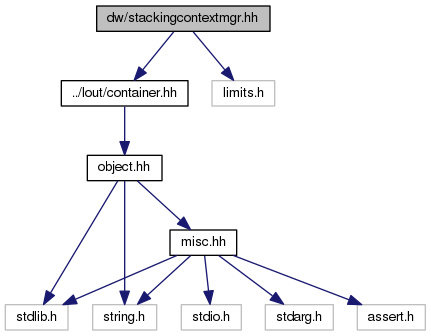 dw/stackingcontextmgr.hh
../lout/container.hh
limits.h
object.hh
misc.hh
stdlib.h
string.h
stdio.h
stdarg.h
assert.h